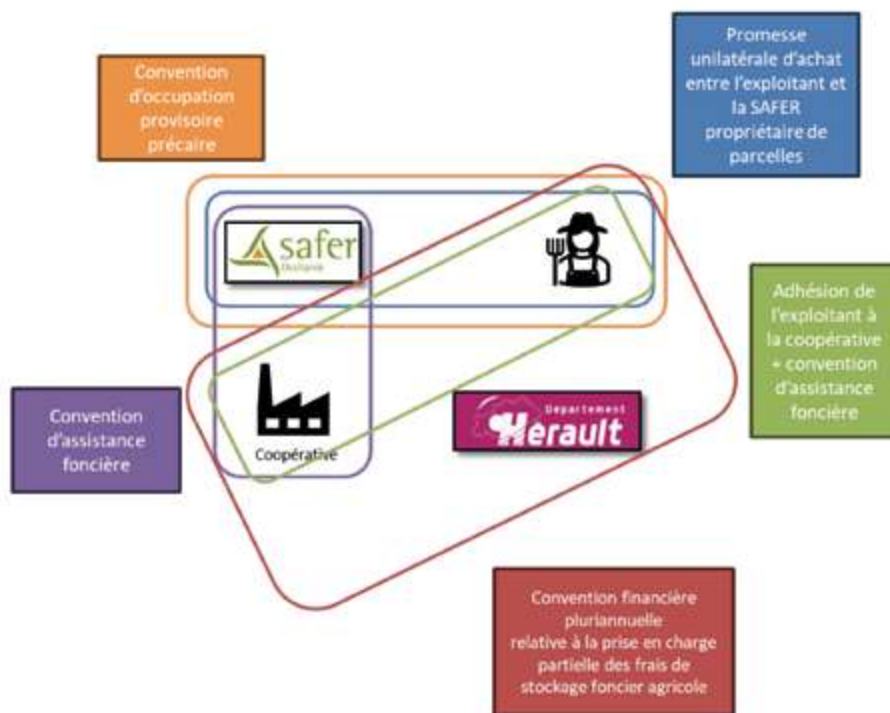 Promesse
unilatérale d'achat
entre l'exploitant et
la SAFER
propriétaire de
parcelles
Convention
d'occupation
provisoire
précaire
safer
Occitanie
Adhésion de
l'exploitant à
la coopérative
+ convention
d'assistance
foncière
Convention
d'assistance
foncière
Coopérative
Département
Hérault
Convention financière
pluriannuelle
relative à la prise en charge
partielle des frais de
stockage foncier agricole